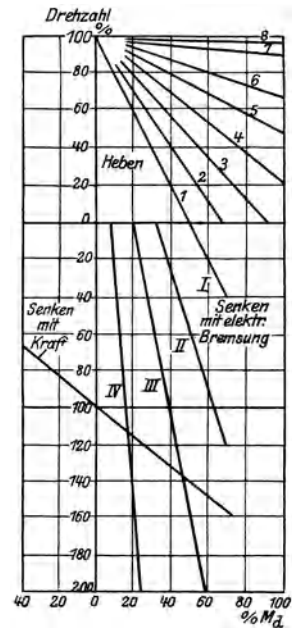 Drehzahl
%
100
80
60
40
20
0
20
40
60
-80
-100
-120
-140
-160
-180
-200
8
7
6
5
4
3
2
1
Heben
I
Senken
mit elektr.
Bremsung
II
III
IV
Senken
mit
Kraft
40 20 0 20 40 60 80 100
% Md